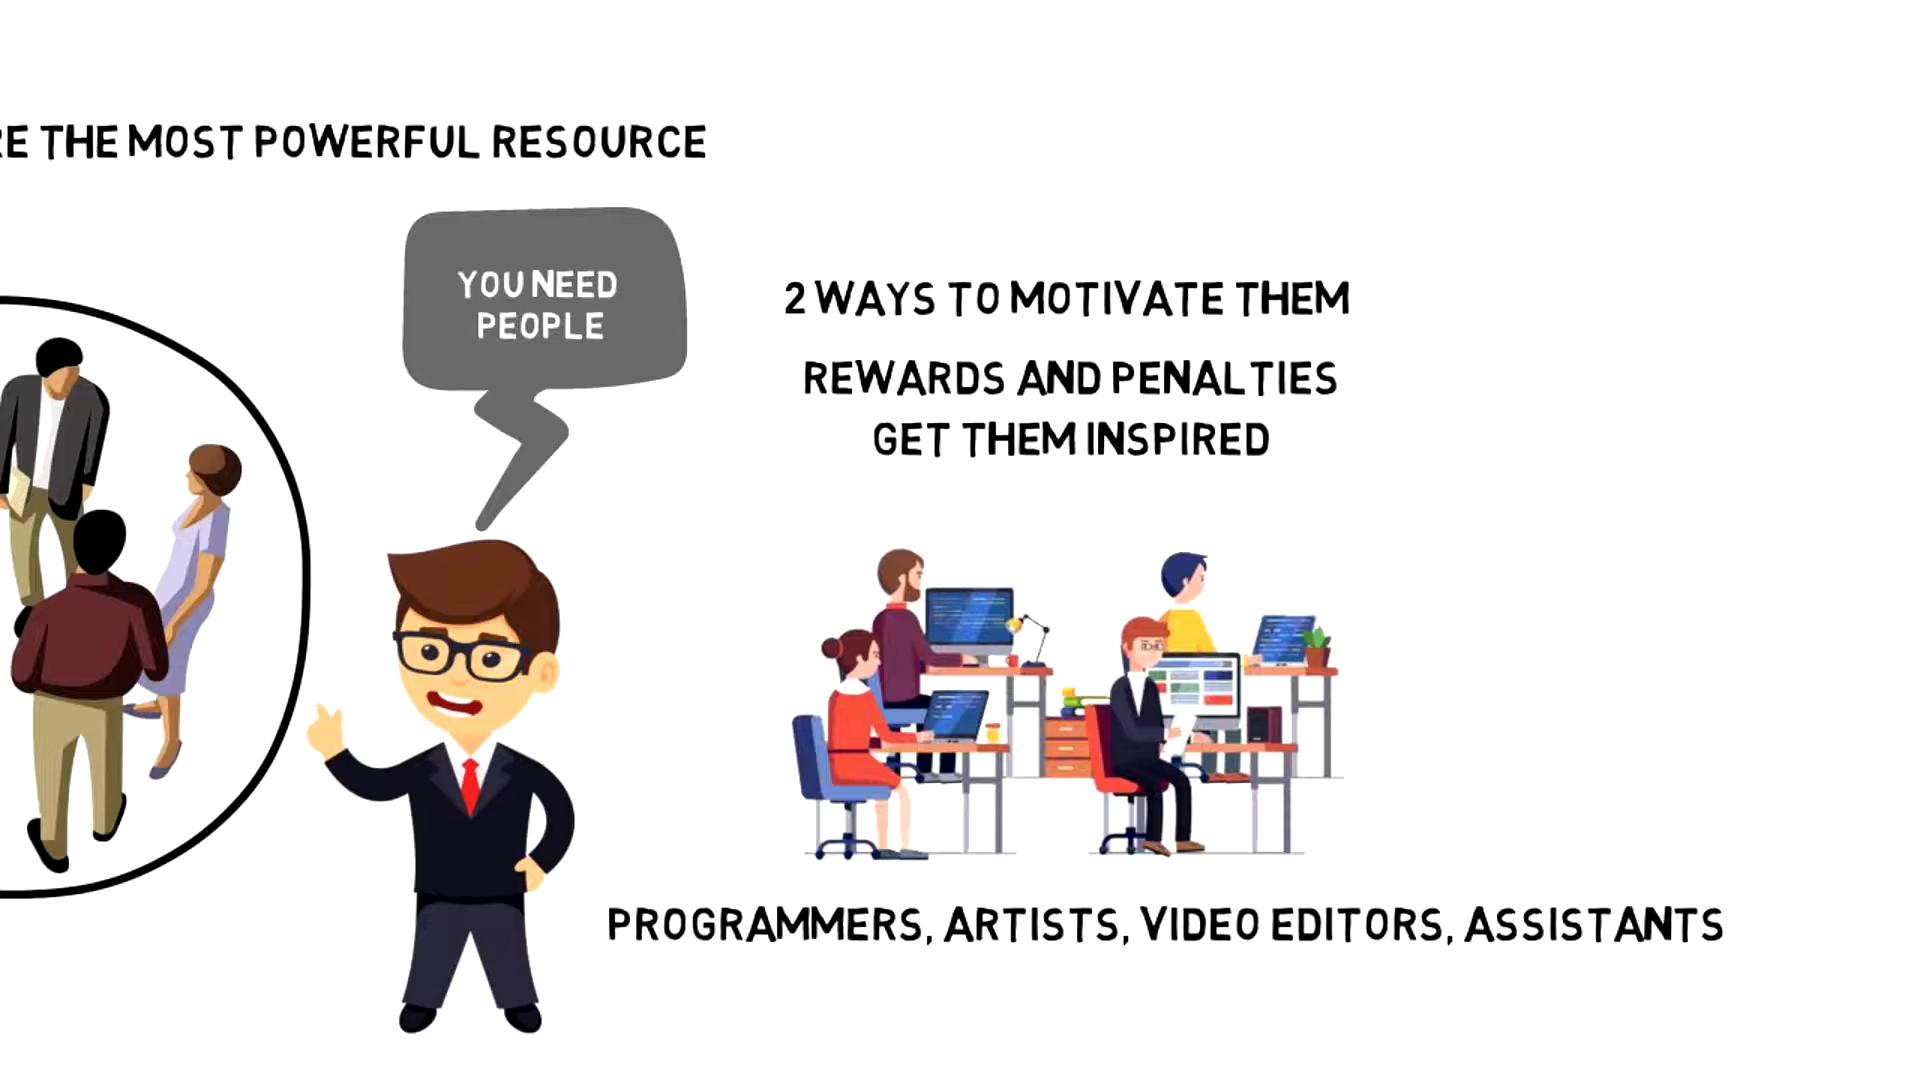 THE MOST POWERFUL RESOURCE
YOU NEED
PEOPLE
2 WAYS TO MOTIVATE THEM
REWARDS AND PENALTIES
GET THEM INSPIRED
PROGRAMMERS, ARTISTS, VIDEO EDITORS, ASSISTANTS